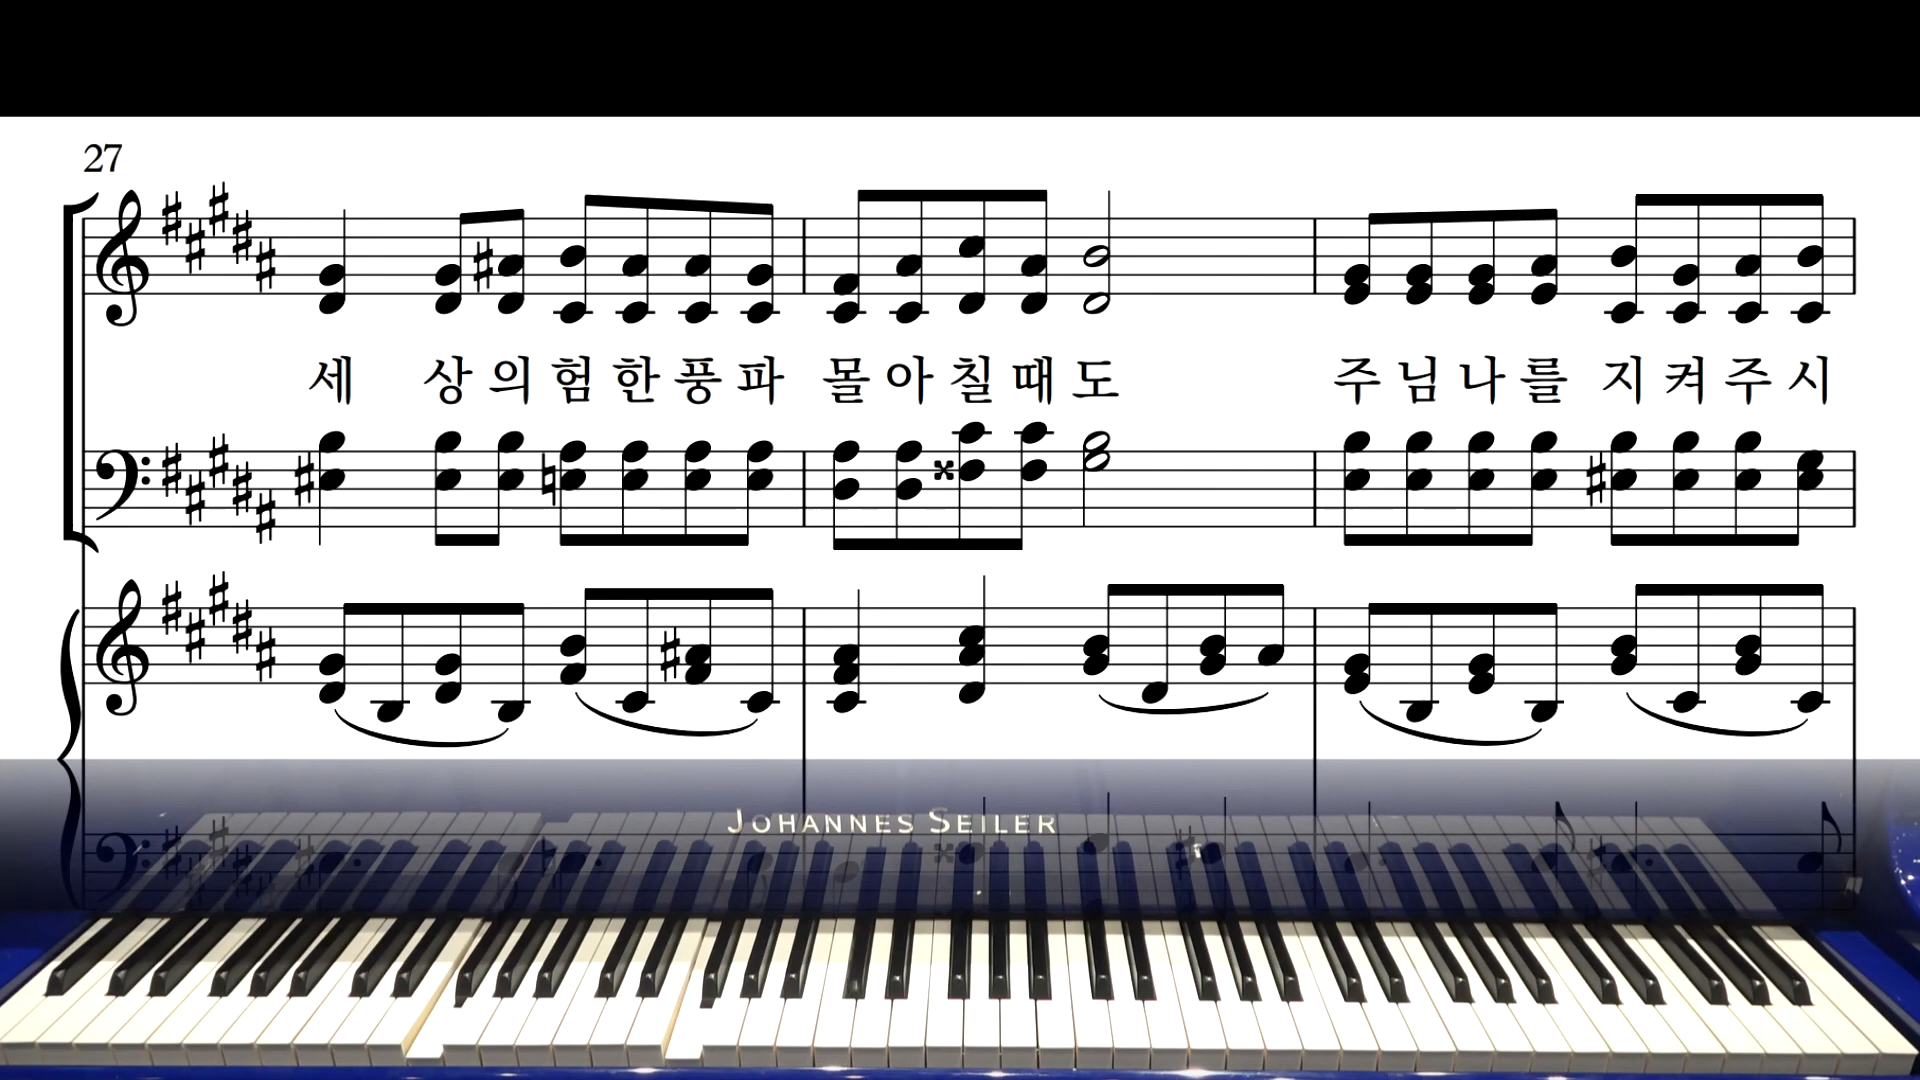 27
세 상 의 험 한 풍 파 몰 아 칠 때 도 주 님 나 를 지 켜 주 시
JOHANNES SEILER